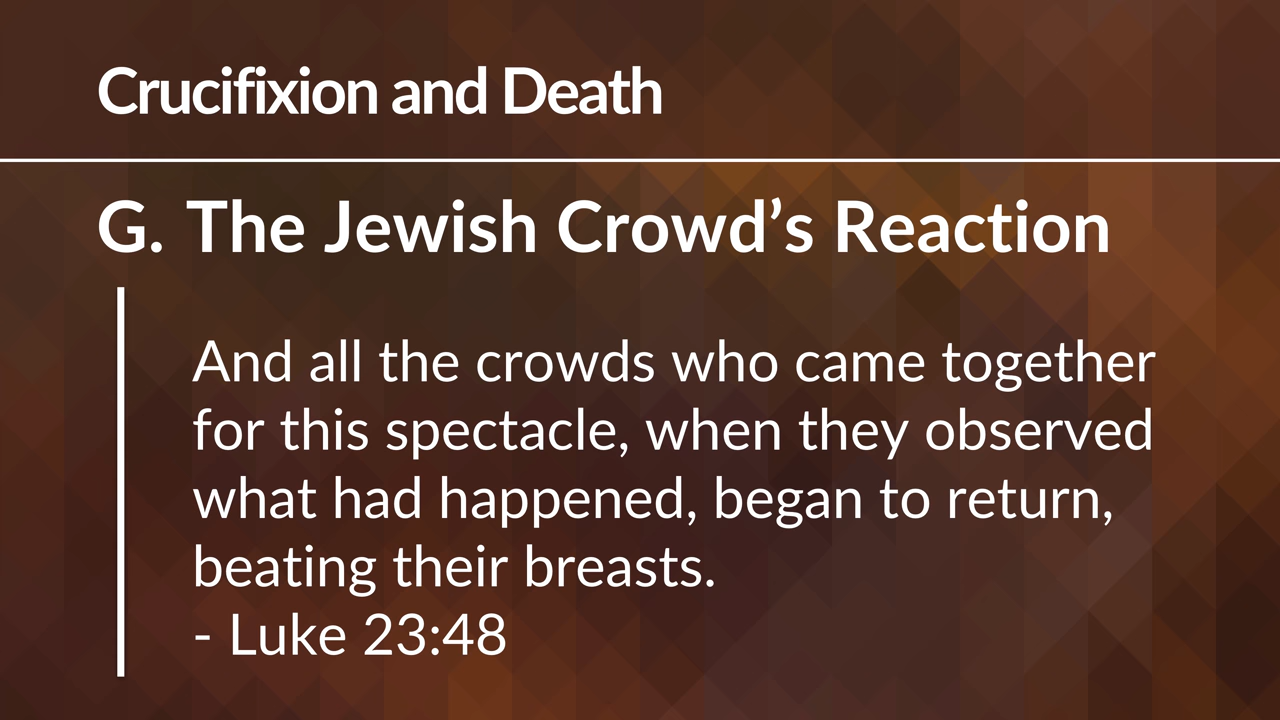 Crucifixion and Death
G. The Jewish Crowd’s Reaction
And all the crowds who came together
for this spectacle, when they observed
what had happened, began to return,
beating their breasts.
- Luke 23:48